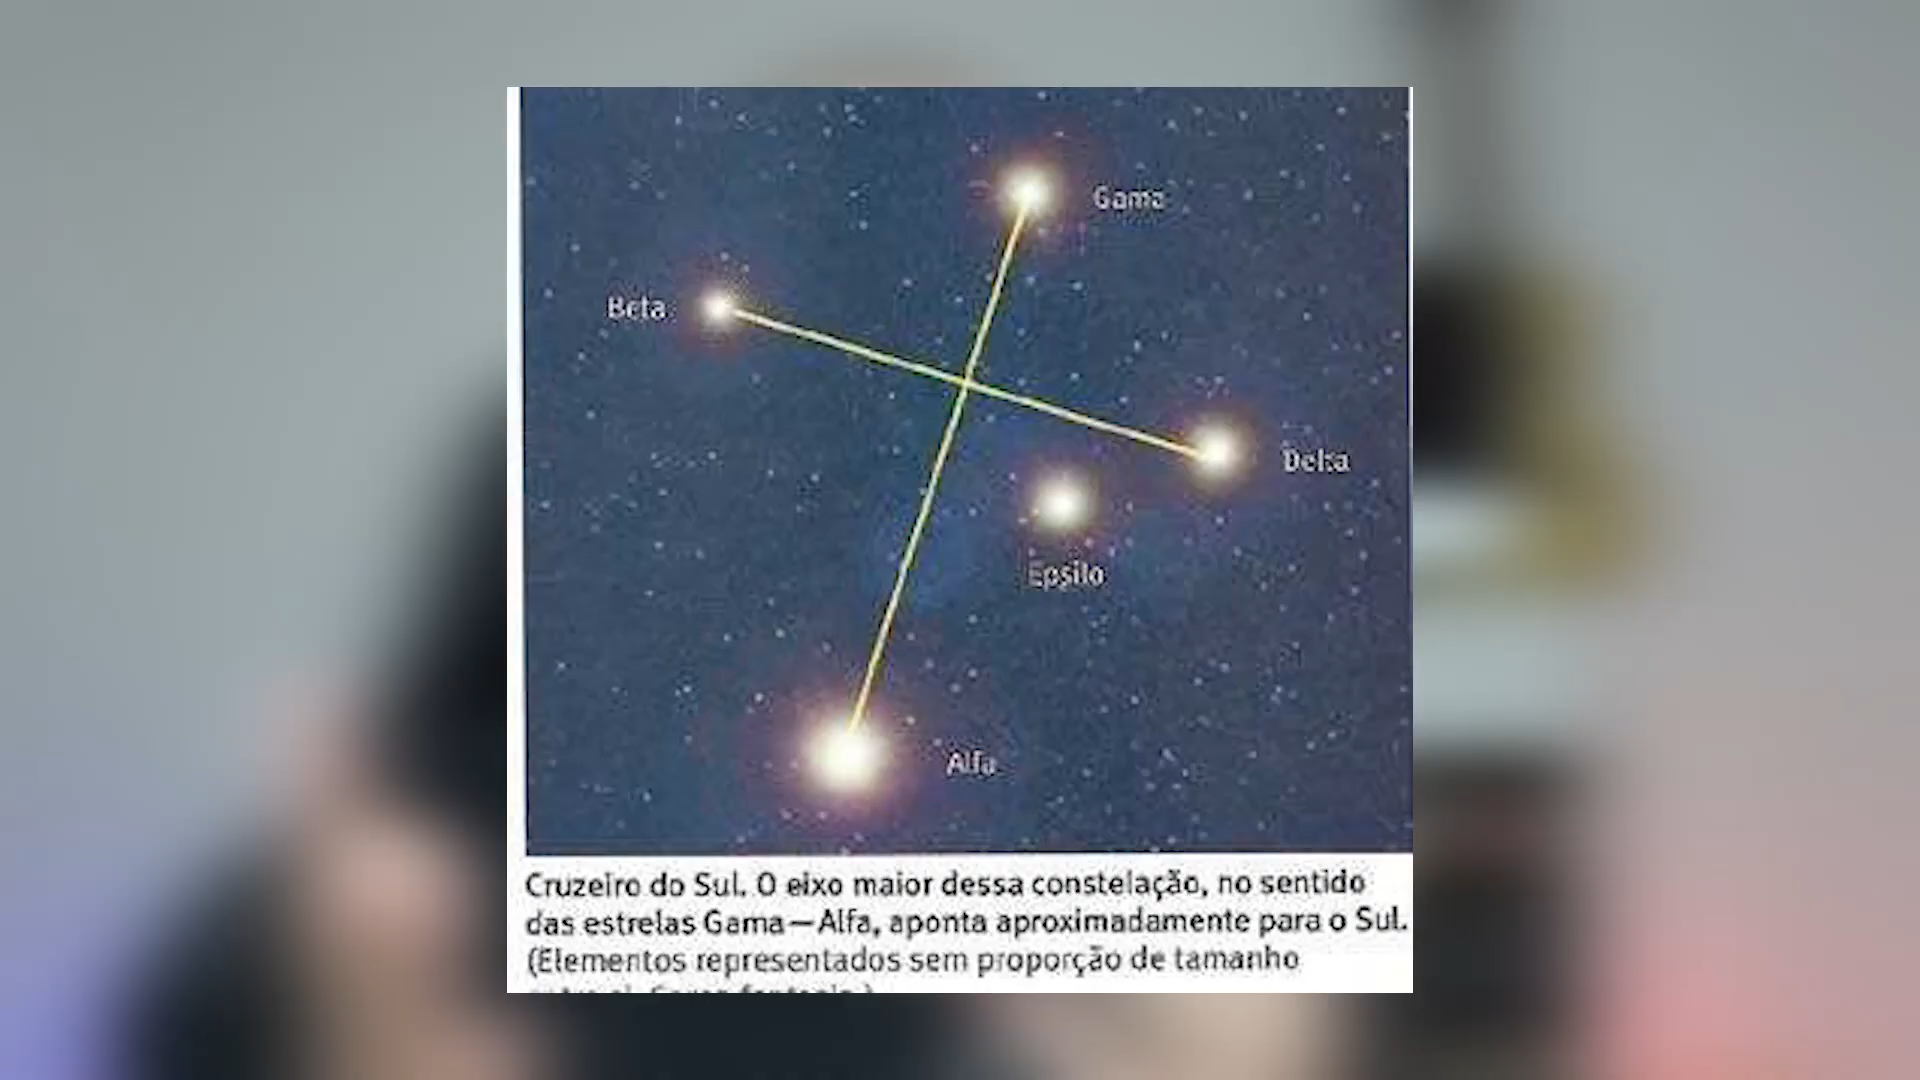 Gama
Beta
Delta
Epsilo
Alfa
Cruzeiro do Sul. O eixo maior dessa constelação, no sentido
das estrelas Gama—Alfa, aponta aproximadamente para o Sul.
(Elementos representados sem proporção de tamanho